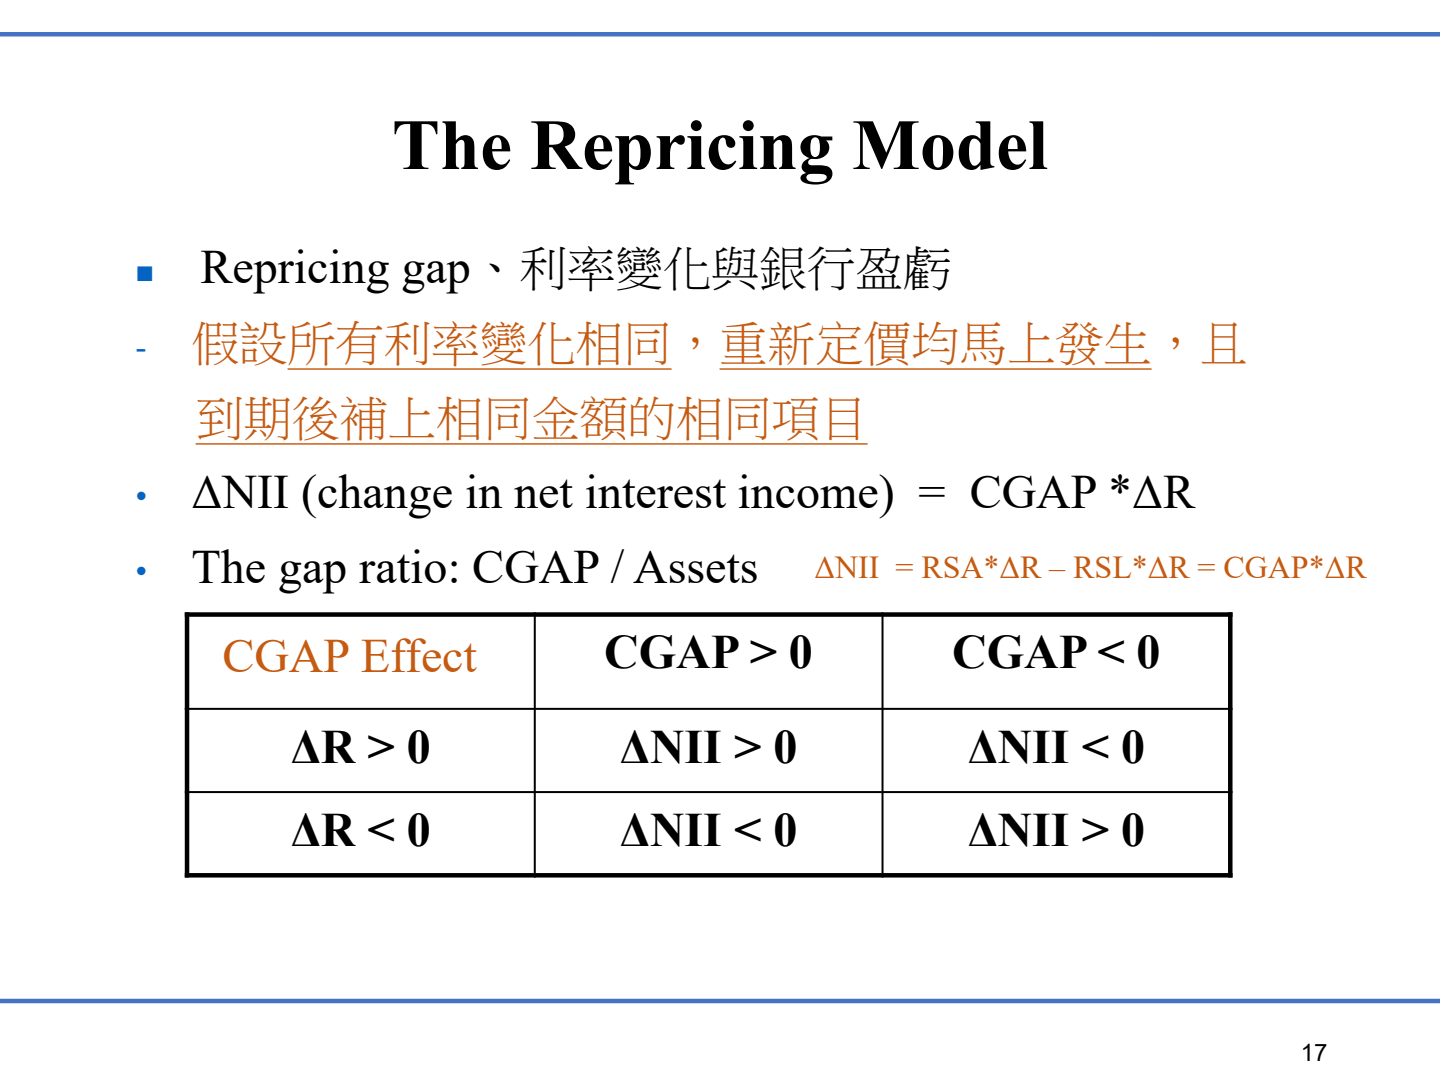 The Repricing Model
Repricing gap、利率變化與銀行盈虧
- 假設所有利率變化相同，重新定價均馬上發生，且
到期後補上相同金額的相同項目
• ΔNII (change in net interest income) = CGAP *ΔR
• The gap ratio: CGAP / Assets ΔNII = RSA*ΔR – RSL*ΔR = CGAP*ΔR
CGAP Effect CGAP > 0 CGAP < 0
ΔR > 0 ΔNII > 0 ΔNII < 0
ΔR < 0 ΔNII < 0 ΔNII > 0
17